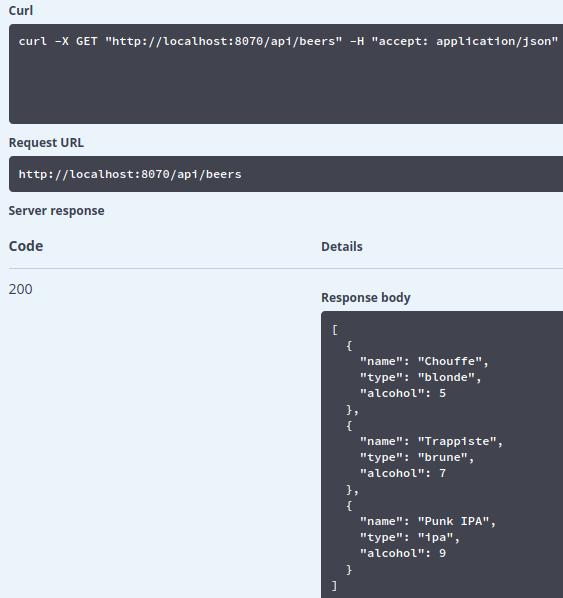 Curl
curl -X GET "http://localhost:8070/api/beers" -H "accept: application/json"
Request URL
http://localhost:8070/api/beers
Server response
Code Details
200
Response body
[
  {
    "name": "Chouffe",
    "type": "blonde",
    "alcohol": 5
  },
  {
    "name": "Trappiste",
    "type": "brune",
    "alcohol": 7
  },
  {
    "name": "Punk IPA",
    "type": "ipa",
    "alcohol": 9
  }
]